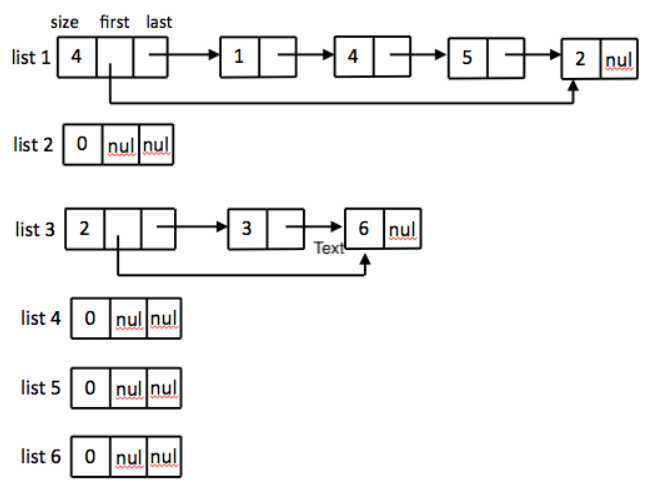 size first last
list 1 4 1 4 5 2 nul
list 2 0 nul nul
list 3 2 3 6 nul
Text
list 4 0 nul nul
list 5 0 nul nul
list 6 0 nul nul